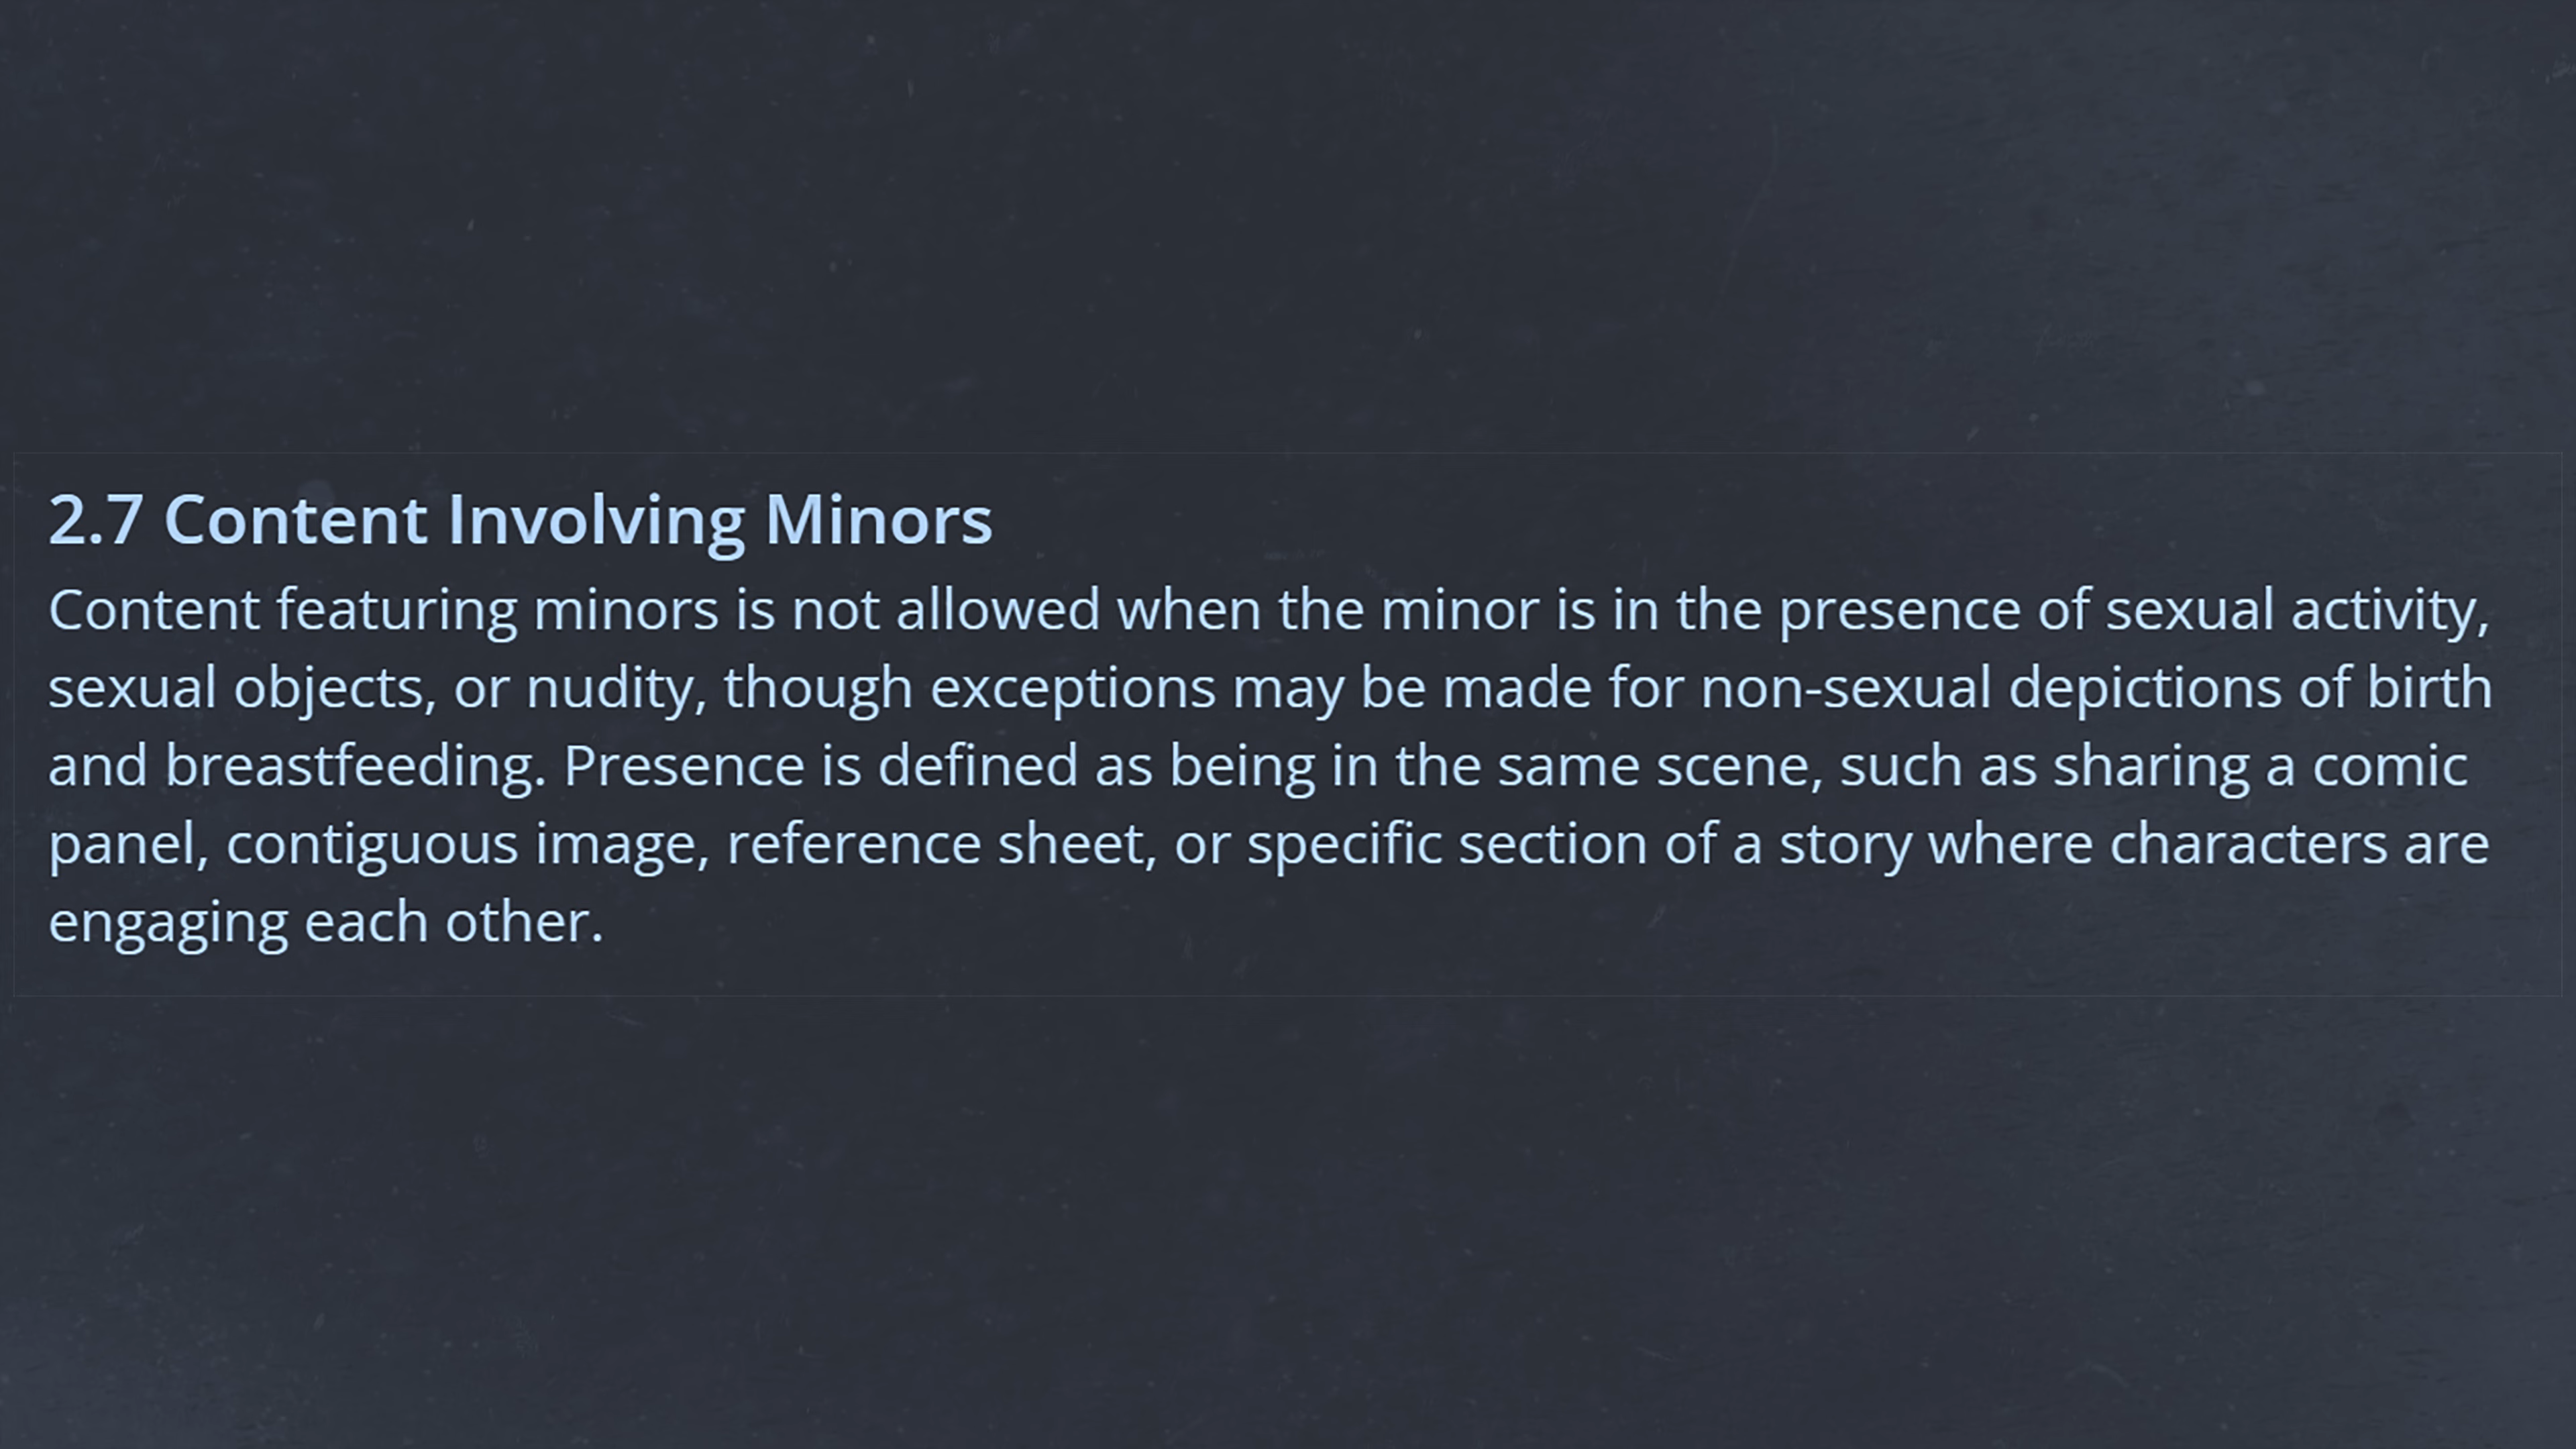 2.7 Content Involving Minors
Content featuring minors is not allowed when the minor is in the presence of sexual activity,
sexual objects, or nudity, though exceptions may be made for non-sexual depictions of birth
and breastfeeding. Presence is defined as being in the same scene, such as sharing a comic
panel, contiguous image, reference sheet, or specific section of a story where characters are
engaging each other.